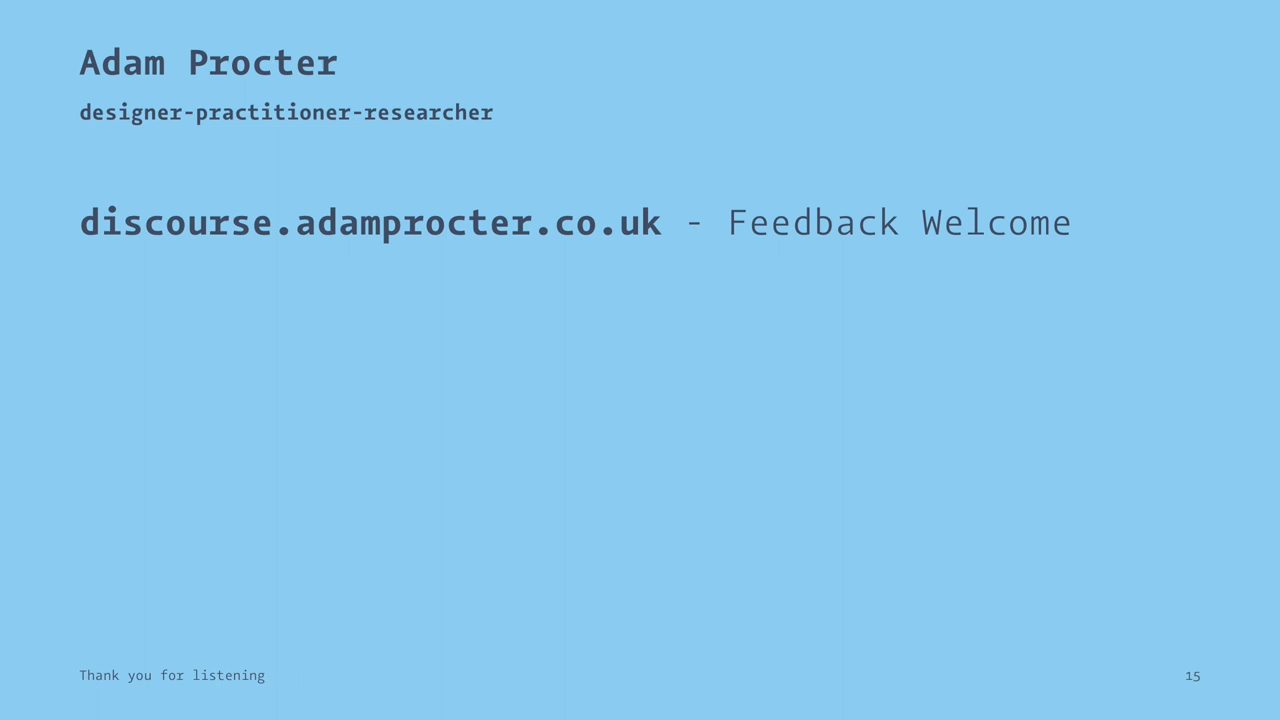 Adam Procter
designer-practitioner-researcher
discourse.adamprocter.co.uk - Feedback Welcome
Thank you for listening
15